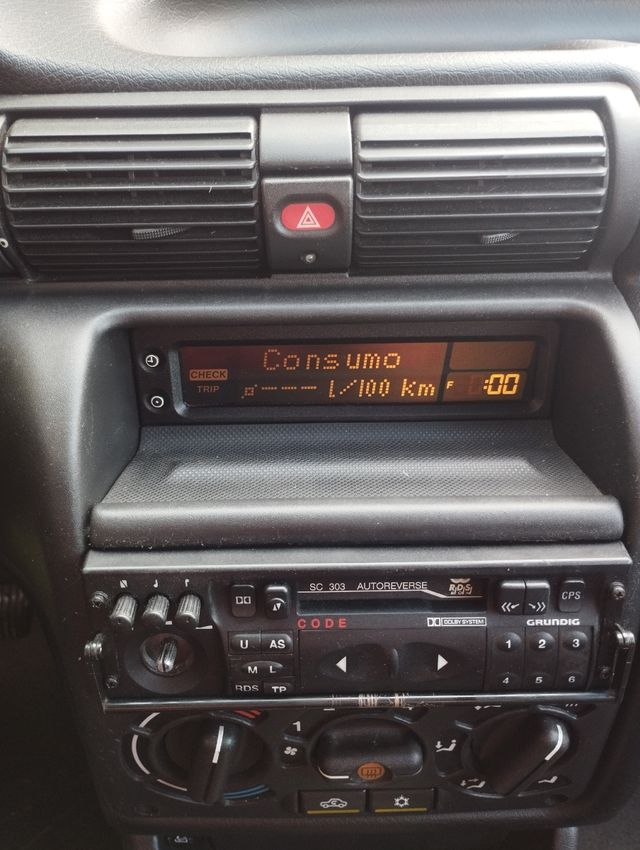 Consumo
CHECK
TRIP
--- l/100 km
F :00
SC 303 AUTOREVERSE
RDS
CPS
CODE
DOLBY SYSTEM
GRUNDIG
U AS
1 2 3
M L
RDS TP
4 5 6
1